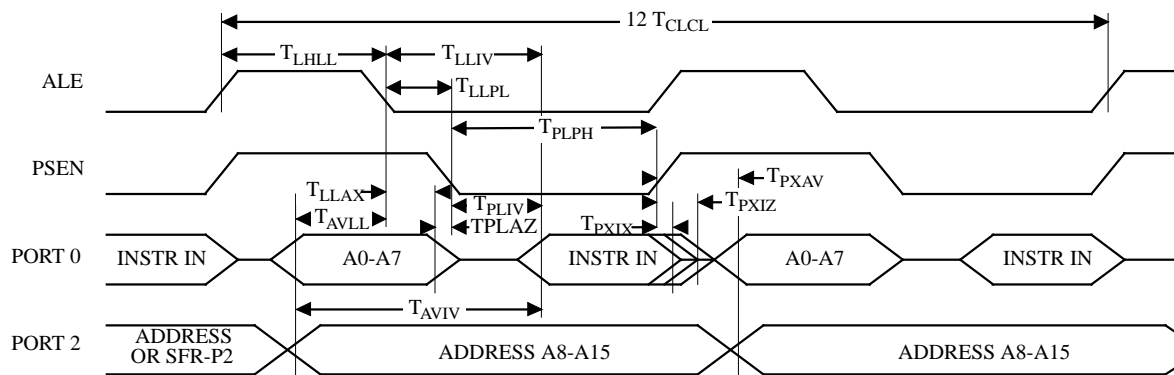 12 TCLCL
TLHLL
TLLIV
ALE
TLLPL
TPLPH
PSEN
TPXAV
TLLAX
TPXIZ
TPLIV
TAVLL
TPLAZ
TPXIX
PORT 0
INSTR IN
A0-A7
INSTR IN
A0-A7
INSTR IN
TAVIV
PORT 2
ADDRESS
OR SFR-P2
ADDRESS A8-A15
ADDRESS A8-A15